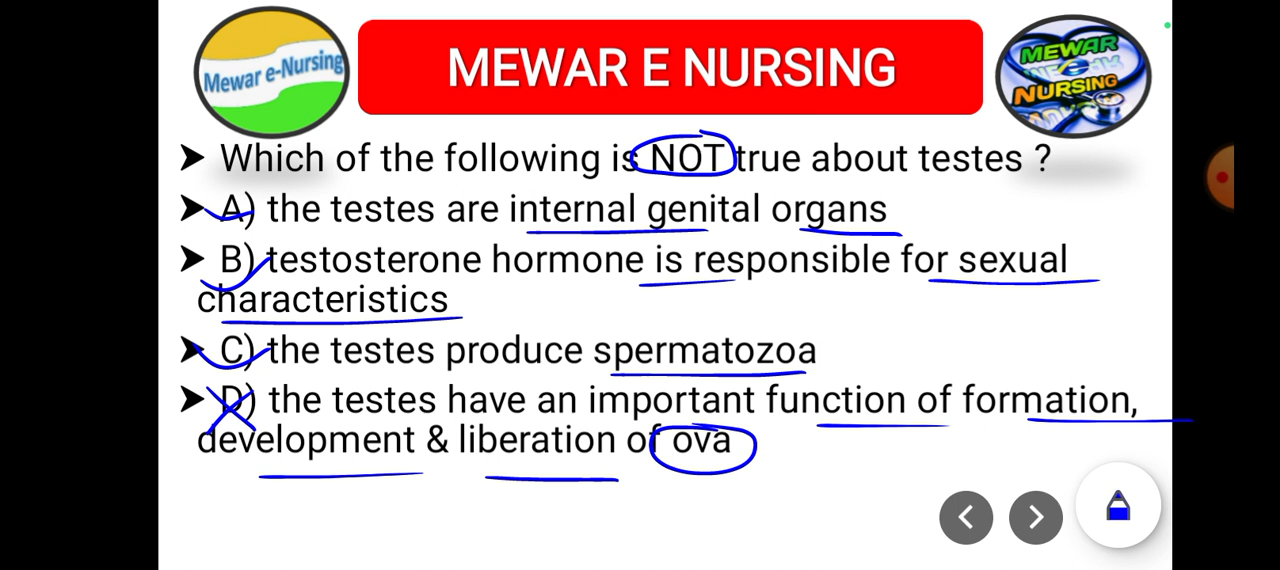 Mewar e-Nursing
MEWAR E NURSING
MEWAR
NURSING
➤ Which of the following is NOT true about testes ?
➤ A) the testes are internal genital organs
➤ B) testosterone hormone is responsible for sexual
characteristics
➤ C) the testes produce spermatozoa
➤ D) the testes have an important function of formation,
development & liberation of ova